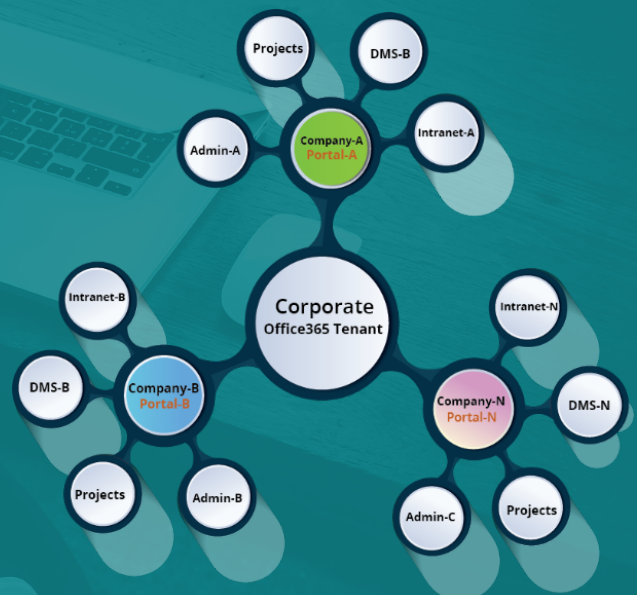 Projects
DMS-B
Admin-A
Company-A
Portal-A
Intranet-A
Corporate
Office365 Tenant
Intranet-B
DMS-B
Company-B
Portal-B
Projects
Admin-B
Intranet-N
Company-N
Portal-N
DMS-N
Admin-C
Projects